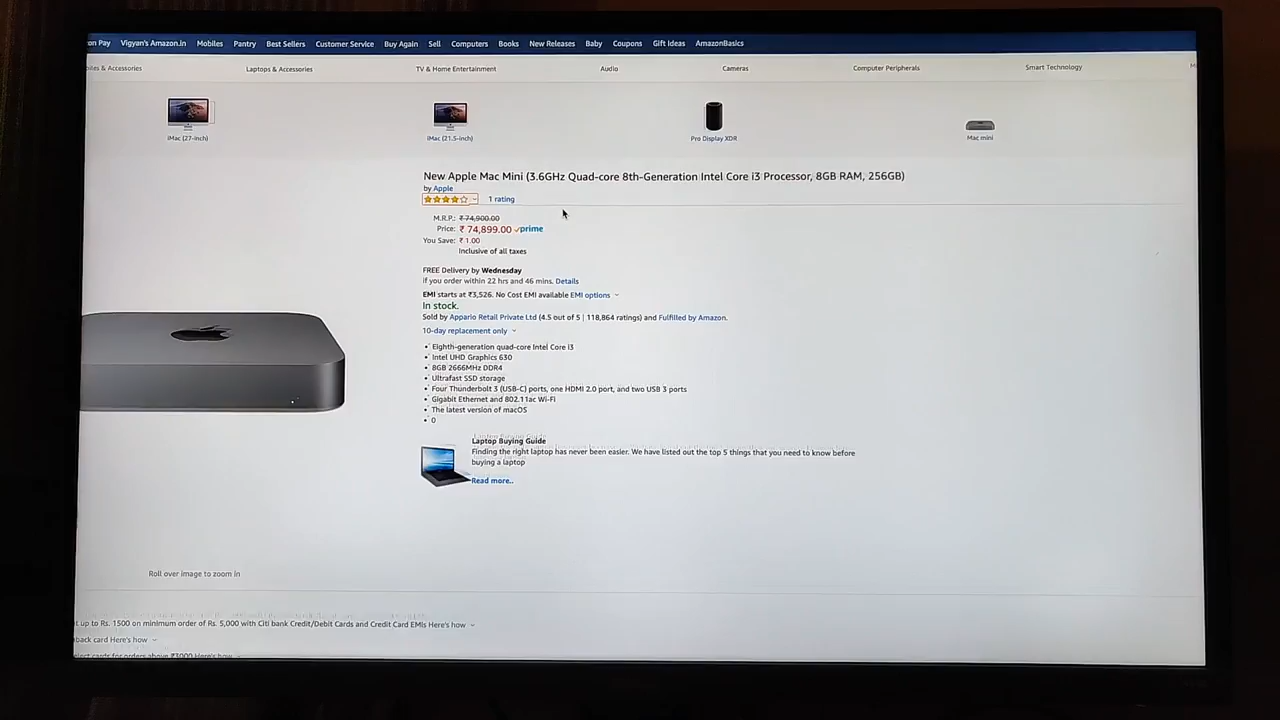 Vigyan's Amazon.in Mobiles Pantry Best Sellers Customer Service Buy Again Sell Computers Books New Releases Baby Coupons Gift Ideas AmazonBasics
& Accessories Laptops & Accessories TV & Home Entertainment Audio Cameras Computer Peripherals Smart Technology
iMac (27-inch) iMac (21.5-inch) Pro Display XDR Mac mini
New Apple Mac Mini (3.6GHz Quad-core 8th-Generation Intel Core i3 Processor, 8GB RAM, 256GB)
by Apple
1 rating
M.R.P.: ₹ 74,900.00
Price: ₹ 74,899.00 prime
You Save: ₹ 1.00
Inclusive of all taxes
FREE Delivery by Wednesday
if you order within 22 hrs and 46 mins. Details
EMI starts at ₹3,526. No Cost EMI available EMI options
In stock.
Sold by Appario Retail Private Ltd (4.5 out of 5 | 118,864 ratings) and Fulfilled by Amazon.
10-day replacement only
• Eighth-generation quad-core Intel Core i3
• Intel UHD Graphics 630
• 8GB 2666MHz DDR4
• Ultrafast SSD storage
• Four Thunderbolt 3 (USB-C) ports, one HDMI 2.0 port, and two USB 3 ports
• Gigabit Ethernet and 802.11ac Wi-Fi
• The latest version of macOS
• 0
Laptop Buying Guide
Finding the right laptop has never been easier. We have listed out the top 5 things that you need to know before
buying a laptop
Read more..
Roll over image to zoom in
up to Rs. 1500 on minimum order of Rs. 5,000 with Citi bank Credit/Debit Cards and Credit Card EMIs Here's how
card Here's how
cards for orders above ₹3000 Here's how